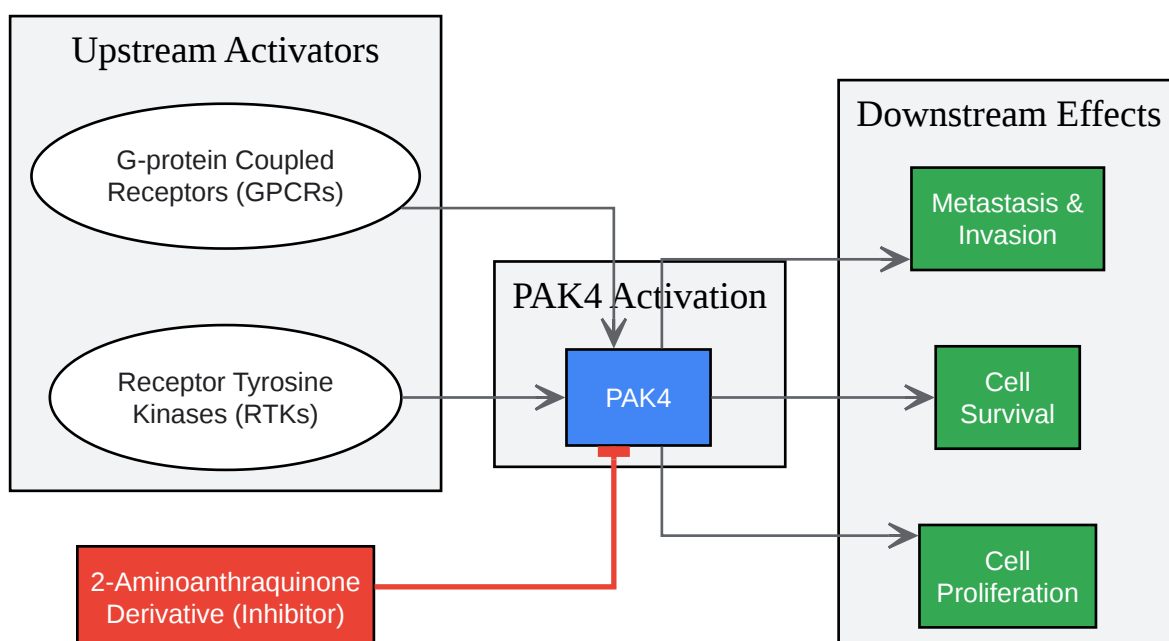 Upstream Activators
G-protein Coupled
Receptors (GPCRs)
Receptor Tyrosine
Kinases (RTKs)
2-Aminoanthraquinone
Derivative (Inhibitor)
PAK4 Activation
PAK4
Downstream Effects
Metastasis &
Invasion
Cell
Survival
Cell
Proliferation